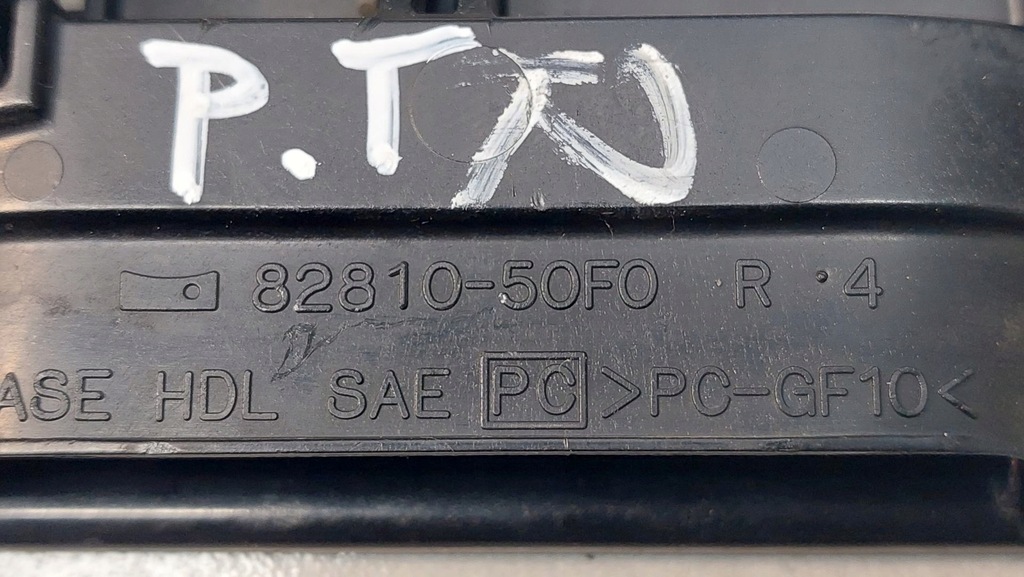 P.T
82810-50F0 R •4
ASE HDL SAE PC >PC-GF10<